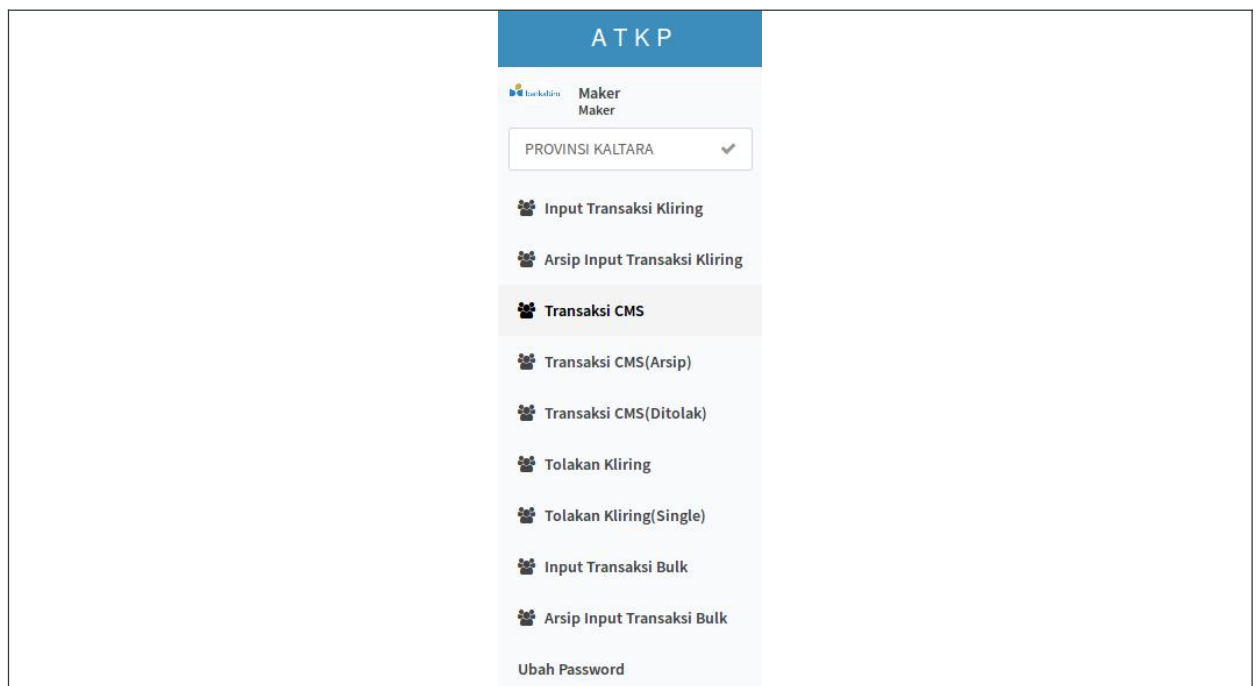 ATKP
bankaltim
Maker
Maker
PROVINSI KALTARA
Input Transaksi Kliring
Arsip Input Transaksi Kliring
Transaksi CMS
Transaksi CMS(Arsip)
Transaksi CMS(Ditolak)
Tolakan Kliring
Tolakan Kliring(Single)
Input Transaksi Bulk
Arsip Input Transaksi Bulk
Ubah Password